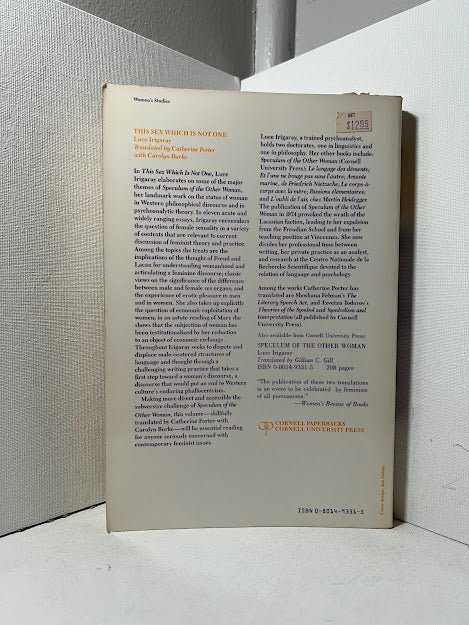 Women's Studies
THIS SEX WHICH IS NOT ONE
Luce Irigaray
Translated by Catherine Porter
with Carolyn Burke
In This Sex Which Is Not One, Luce
Irigaray elaborates on some of the major
themes of Speculum of the Other Woman,
her landmark work on the status of woman
in Western philosophical discourse and in
psychoanalytic theory. In eleven acute and
widely ranging essays, Irigaray reconsiders
the question of female sexuality in a variety
of contexts that are relevant to current
discussion of feminist theory and practice.
Among the topics she treats are the
implications of the thought of Freud and
Lacan for understanding womanhood and
articulating a feminine discourse; classic
views on the significance of the difference
between male and female sex organs; and
the experience of erotic pleasure in men
and in women. She also takes up explicitly
the question of economic exploitation of
women; in an astute reading of Marx she
shows that the subjection of woman has
been institutionalized by her reduction
to an object of economic exchange.
Throughout Irigaray seeks to dispute and
displace male-centered structures of
language and thought through a
challenging writing practice that takes a
first step toward a woman's discourse, a
discourse that would put an end to Western
culture's enduring phallocentrism.
Making more direct and accessible the
subversive challenge of Speculum of the
Other Woman, this volume—skillfully
translated by Catherine Porter with
Carolyn Burke—will be essential reading
for anyone seriously concerned with
contemporary feminist issues.
$12.95
Luce Irigaray, a trained psychoanalyst,
holds two doctorates, one in linguistics and
one in philosophy. Her other books include:
Speculum of the Other Woman (Cornell
University Press); Le langage des déments;
Et l'une ne bouge pas sans l'autre; Amante
marine, de Friedrich Nietzsche; Le corps-à-
corps avec la mère; Passions élémentaires;
and L'oubli de l'air, chez Martin Heidegger.
The publication of Speculum of the Other
Woman in 1974 provoked the wrath of the
Lacanian faction, leading to her expulsion
from the Freudian School and from her
teaching position at Vincennes. She now
divides her professional time between
writing, her private practice as an analyst,
and research at the Centre Nationale de la
Recherche Scientifique devoted to the
relation of language and psychology.
Among the works Catherine Porter has
translated are Shoshana Felman's The
Literary Speech Act, and Tzvetan Todorov's
Theories of the Symbol and Symbolism and
Interpretation (all published by Cornell
University Press).
Also available from Cornell University Press:
SPECULUM OF THE OTHER WOMAN
Luce Irigaray
Translated by Gillian C. Gill
ISBN 0-8014-9331-5 208 pages
"The publication of these two translations
is an event to be celebrated by feminists
of all persuasions."
—Women's Review of Books
CORNELL PAPERBACKS
CORNELL UNIVERSITY PRESS
ISBN 0-8014-9331-5